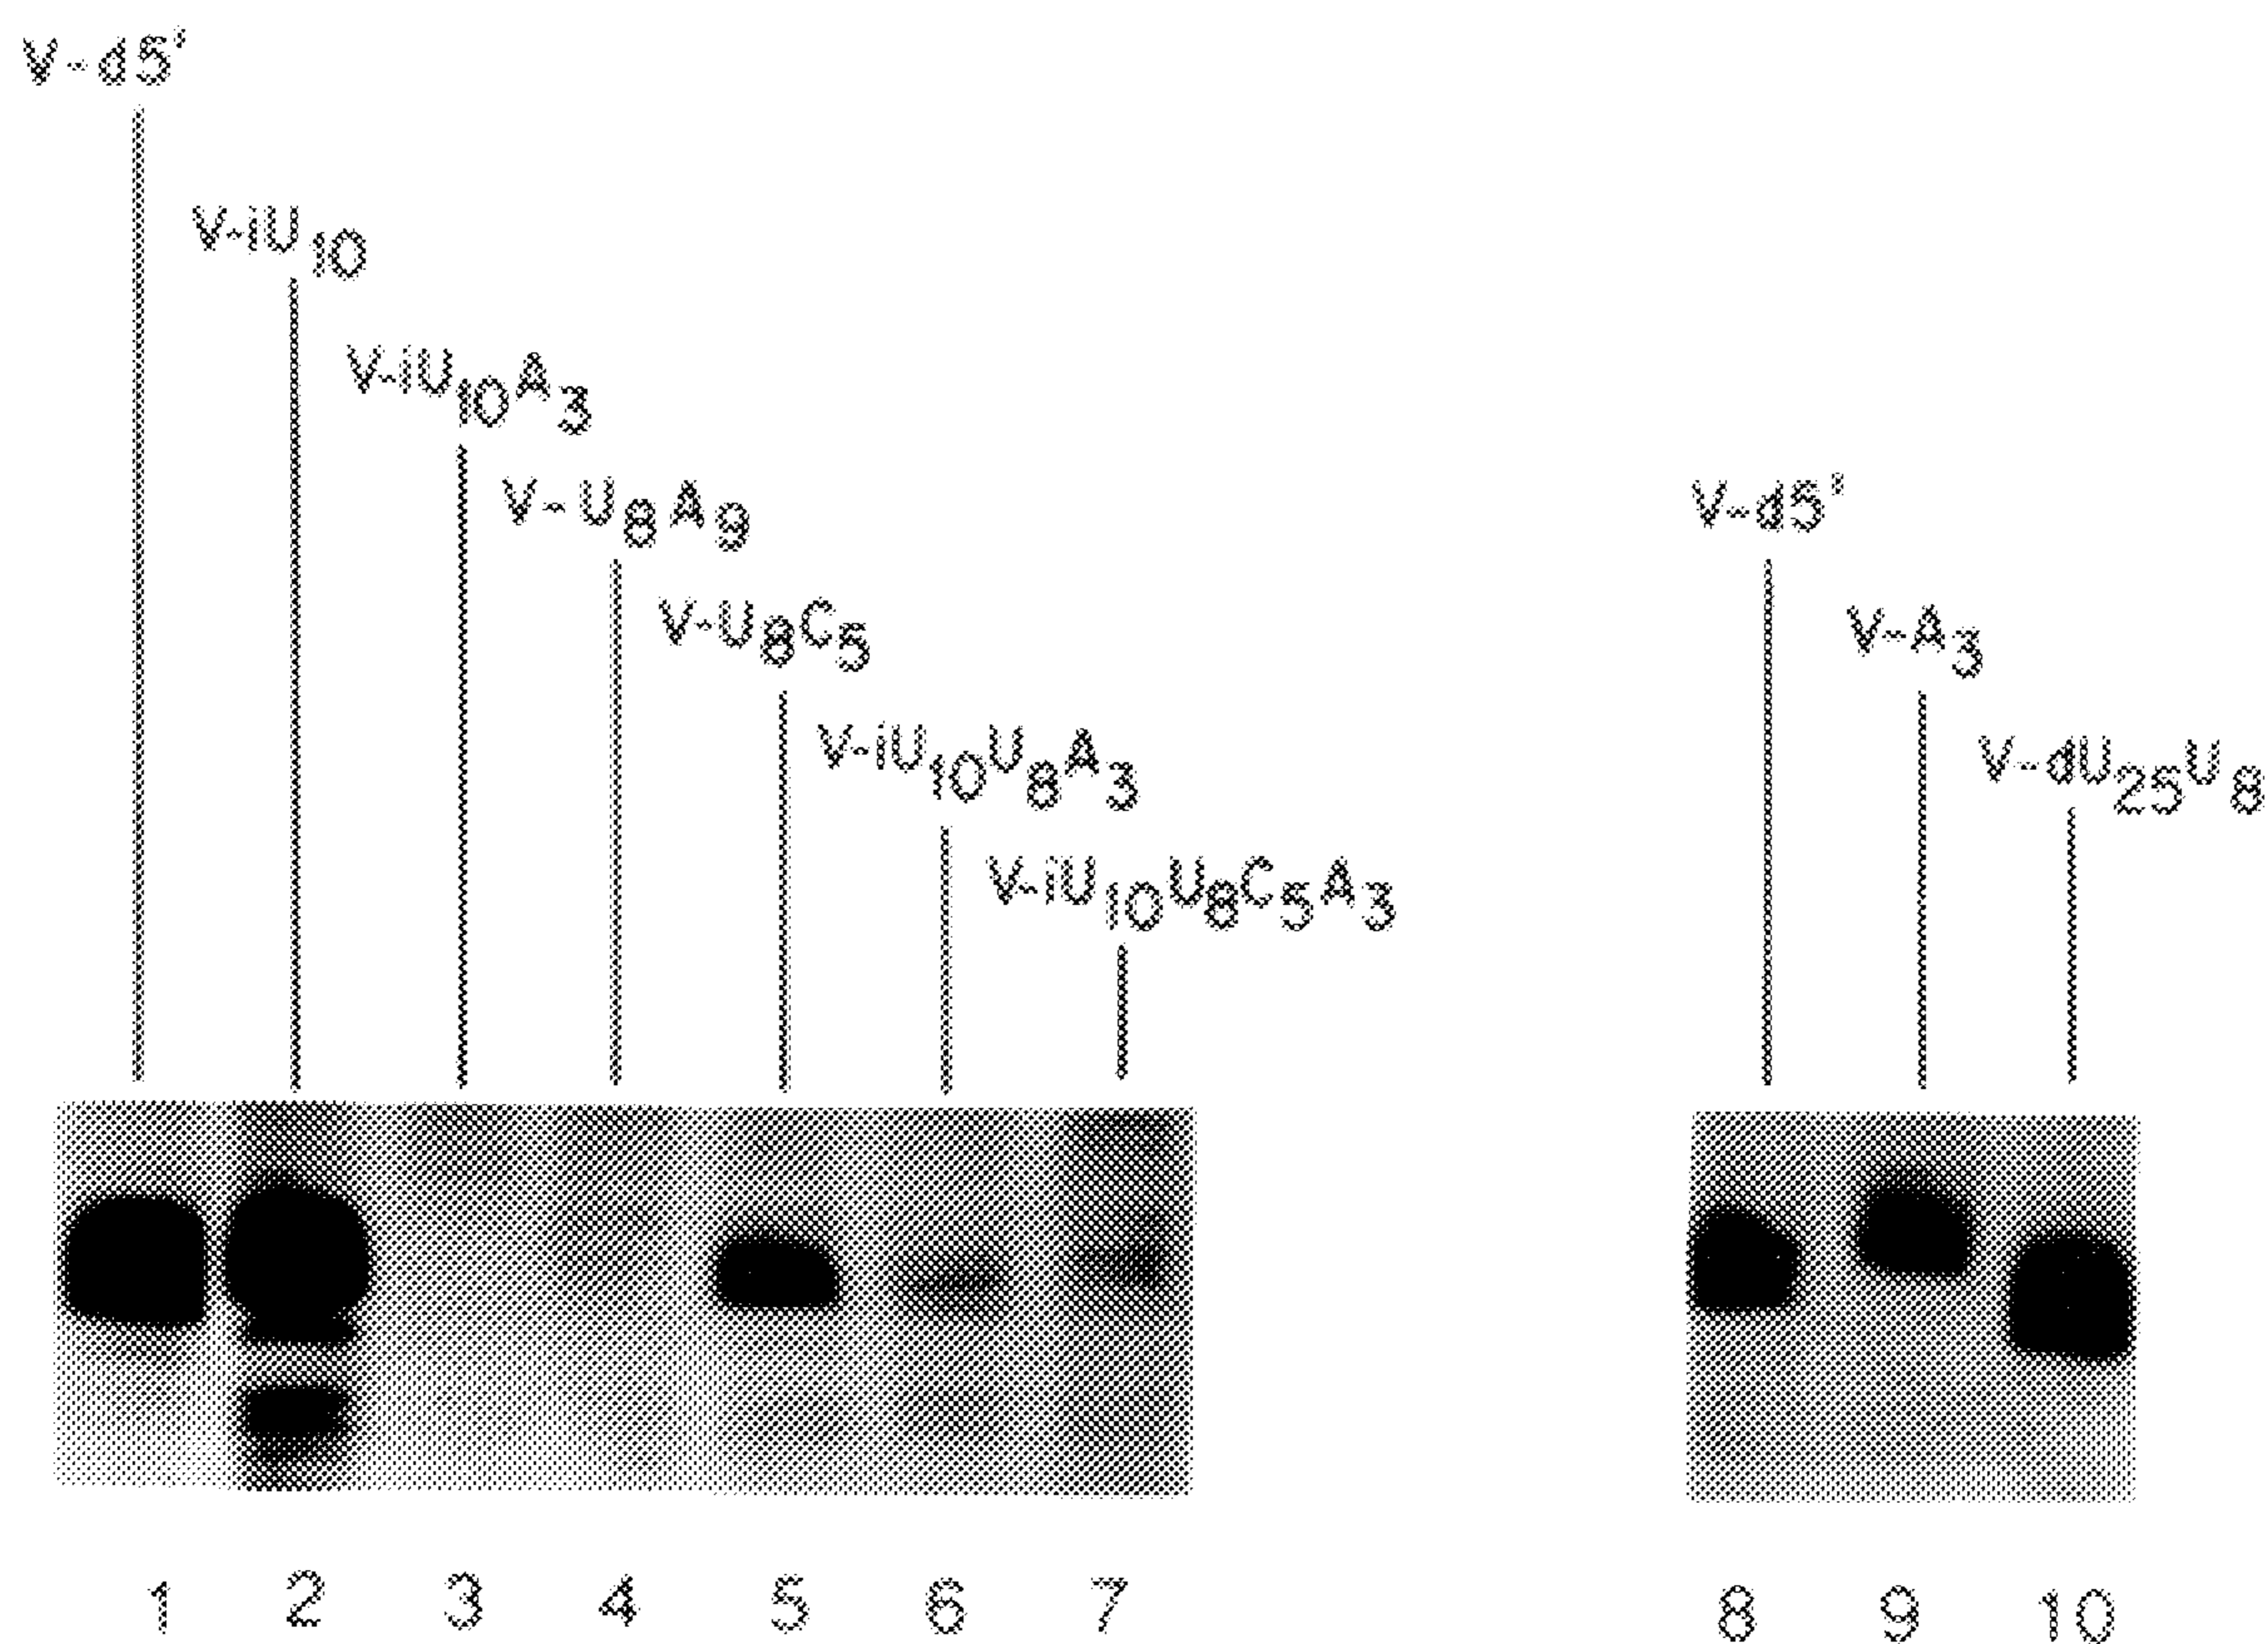 V-d5'
V-iU10
V-iU10A3
V-U8A9
V-U8C5
V-iU10U8A3
V-iU10U8C5A3
V-d5'
V-A3
V-dU25U8
1 2 3 4 5 6 7 8 9 10